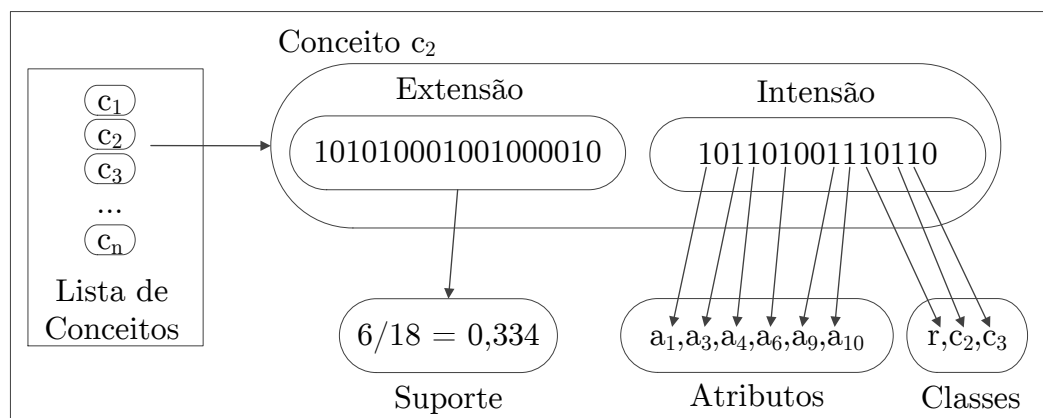 Conceito c₂
Extensão
Intensão
c₁
c₂
c₃
...
cₙ
101010001001000010
101101001110110
Lista de
Conceitos
6/18 = 0,334
a₁,a₃,a₄,a₆,a₉,a₁₀
r,c₂,c₃
Suporte
Atributos
Classes